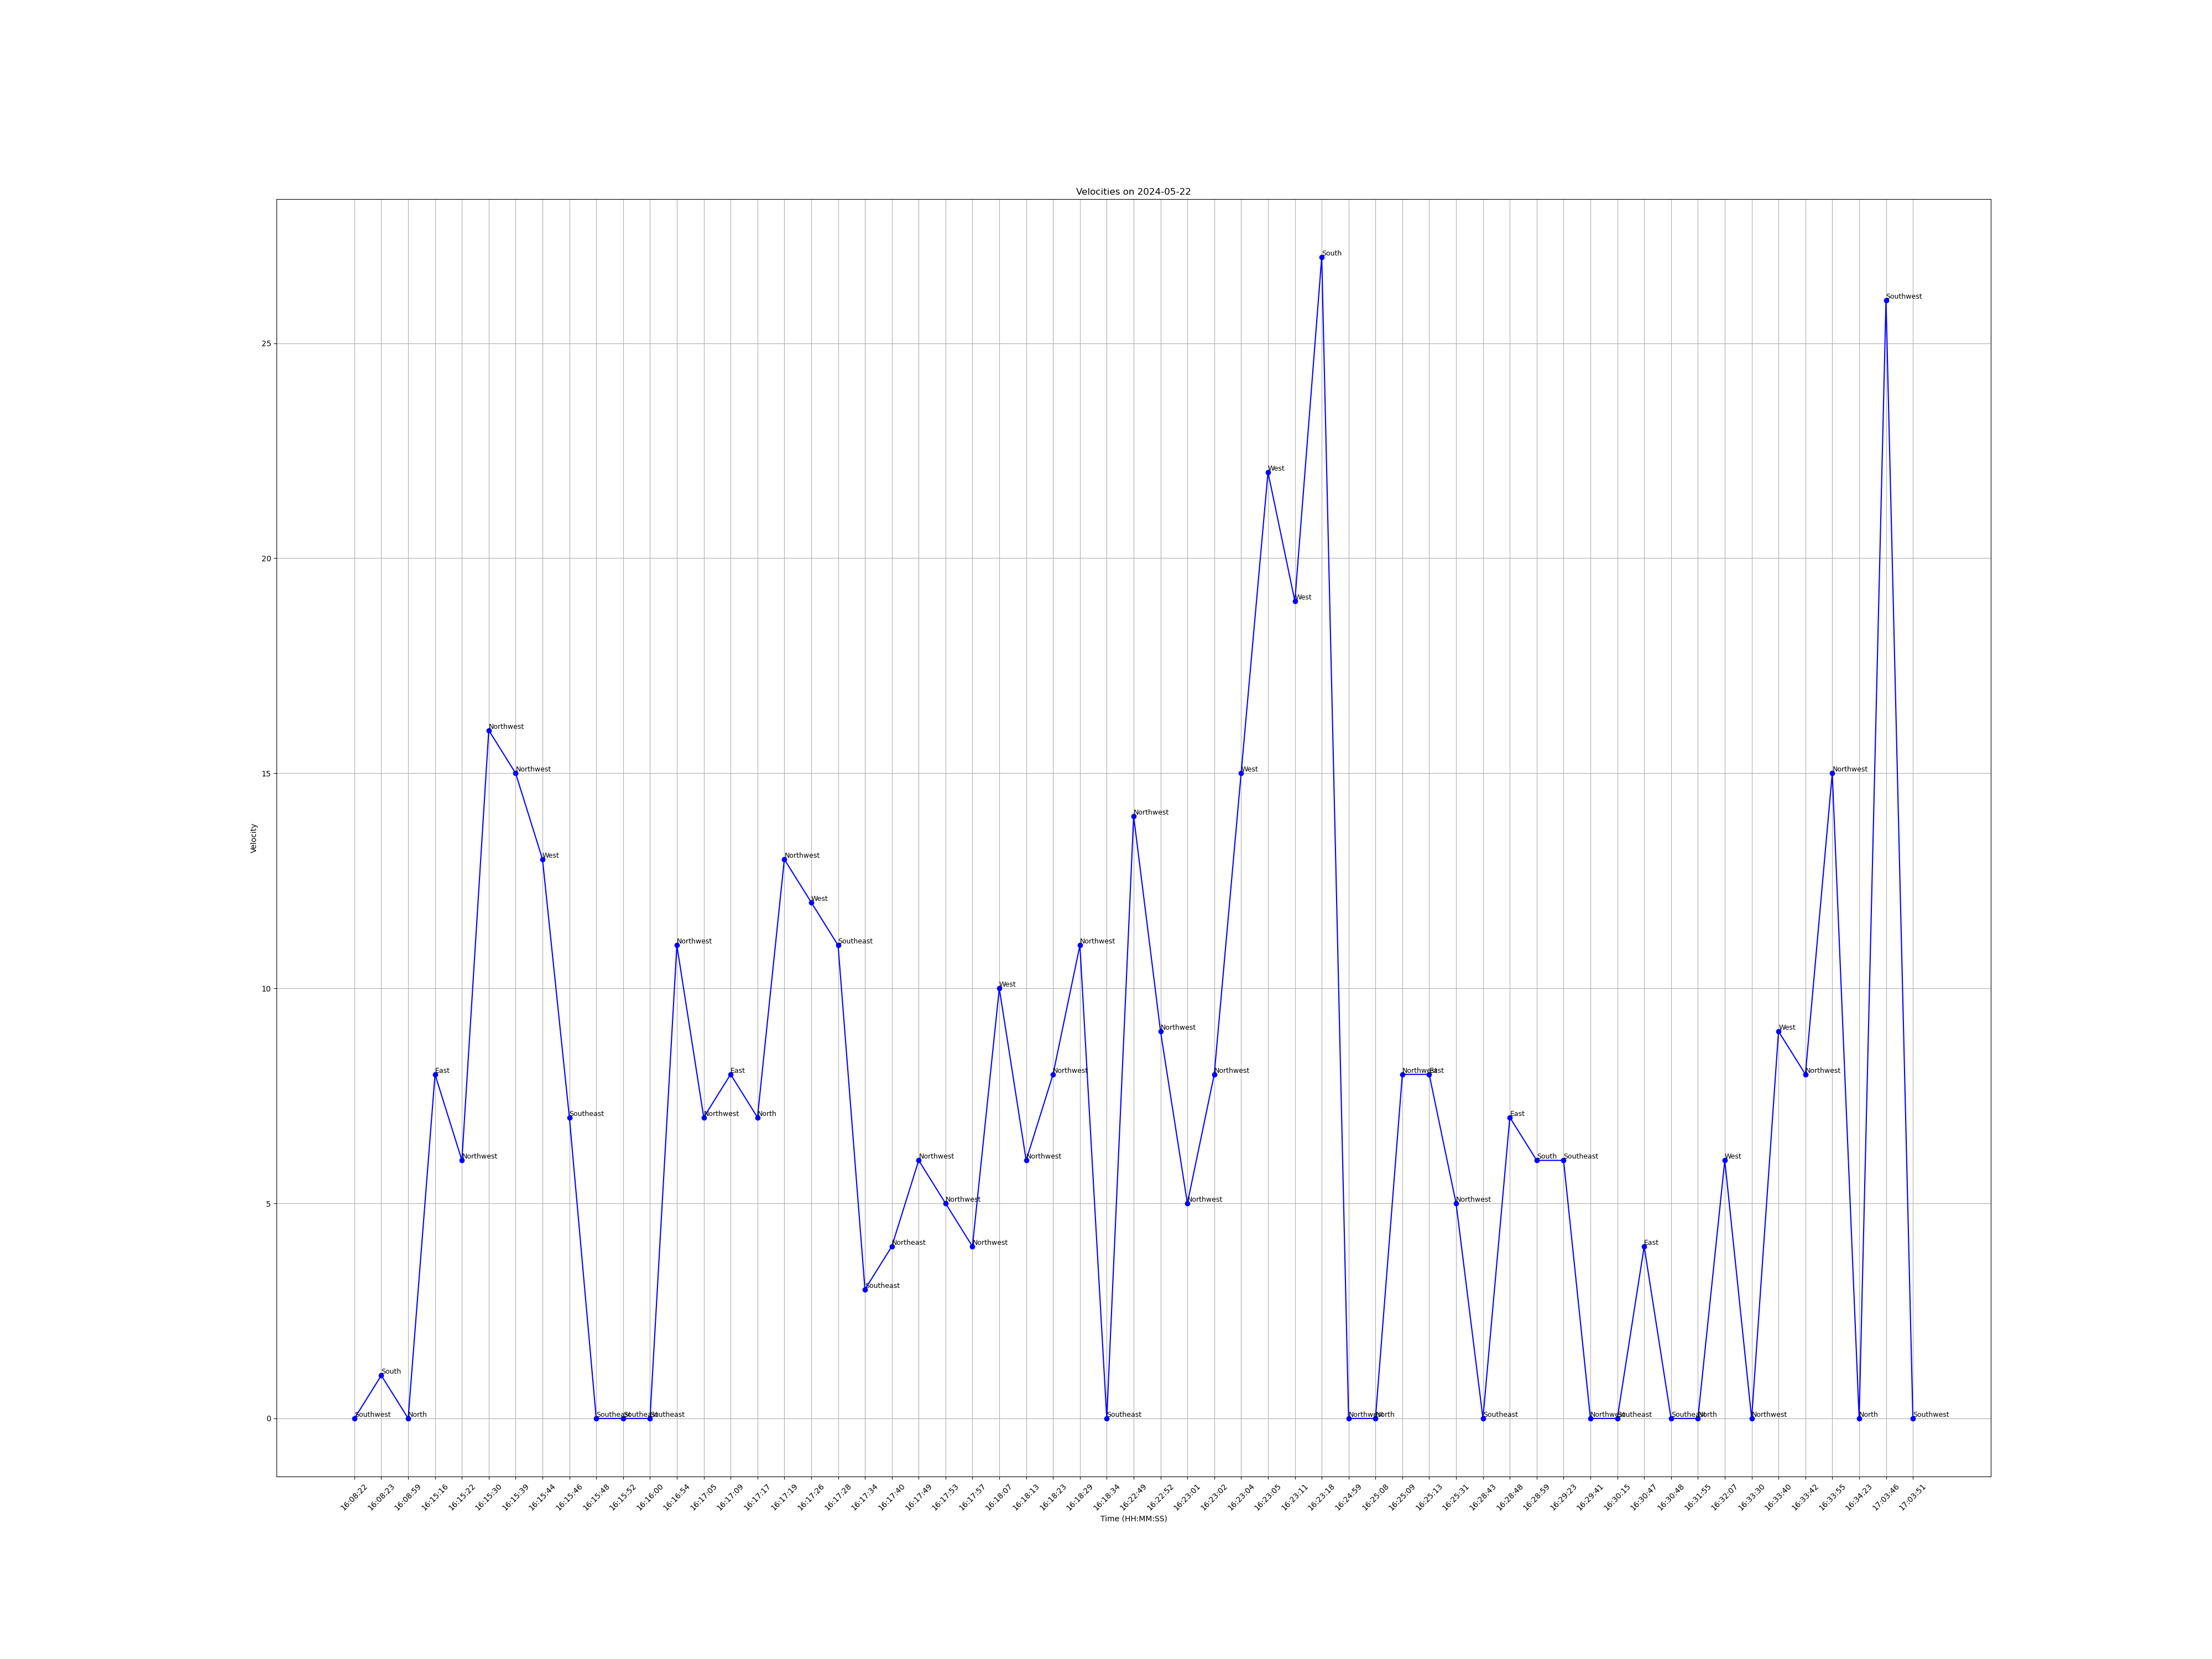 Velocities on 2024-05-22
South
Southwest
25
West
20
West
Northwest
15
Northwest
West
Northwest
Northwest
West
Northwest
Velocity
West
Northwest
Southeast
Northwest
Northwest
10
West
Northwest
West
East
East
Northwest
Northwest
Northwest
East
Northwest
Southeast
Northwest
North
East
Northwest
Northwest
Northwest
South
Southeast
West
5
Northwest
Northwest
Northwest
Northeast
Northwest
East
Southeast
South
0
Southwest
North
Southeast
Southeast
Southeast
Southeast
Northwest
North
Southeast
Northwest
Southeast
Southeast
North
Northwest
North
Southwest
16:08:22
16:08:23
16:08:59
16:15:16
16:15:22
16:15:30
16:15:39
16:15:44
16:15:46
16:15:48
16:15:52
16:16:00
16:16:54
16:17:05
16:17:09
16:17:17
16:17:19
16:17:26
16:17:28
16:17:34
16:17:40
16:17:49
16:17:53
16:17:57
16:18:07
16:18:13
16:18:23
16:18:29
16:18:34
16:22:49
16:22:52
16:23:01
16:23:02
16:23:04
16:23:05
16:23:11
16:23:18
16:24:59
16:25:08
16:25:09
16:25:13
16:25:31
16:28:43
16:28:48
16:28:59
16:29:23
16:29:41
16:30:15
16:30:47
16:30:48
16:31:55
16:32:07
16:33:30
16:33:40
16:33:42
16:33:55
16:34:23
17:03:46
17:03:51
Time (HH:MM:SS)